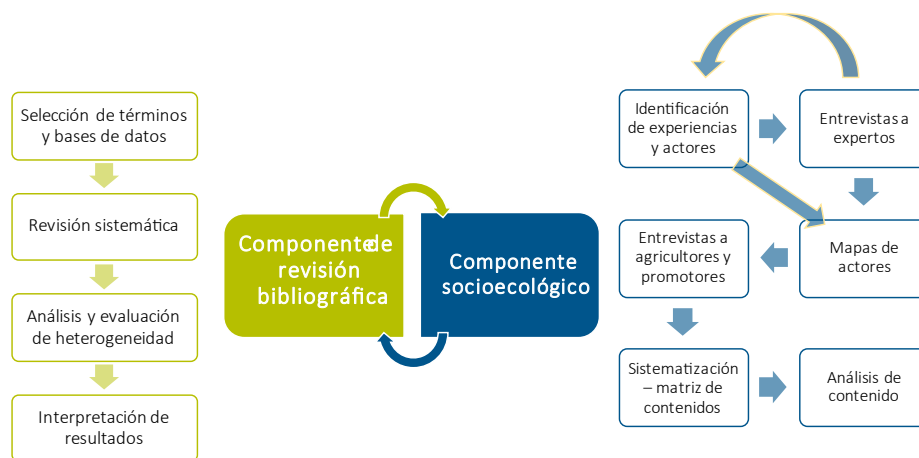 Selección de términos
y bases de datos
Revisión sistemática
Análisis y evaluación
de heterogeneidad
Interpretación de
resultados
Componente de
revisión
bibliográfica
Componente
socioecológico
Identificación
de experiencias
y actores
Entrevistas a
expertos
Entrevistas a
agricultores y
promotores
Mapas de
actores
Sistematización
– matriz de
contenidos
Análisis de
contenido